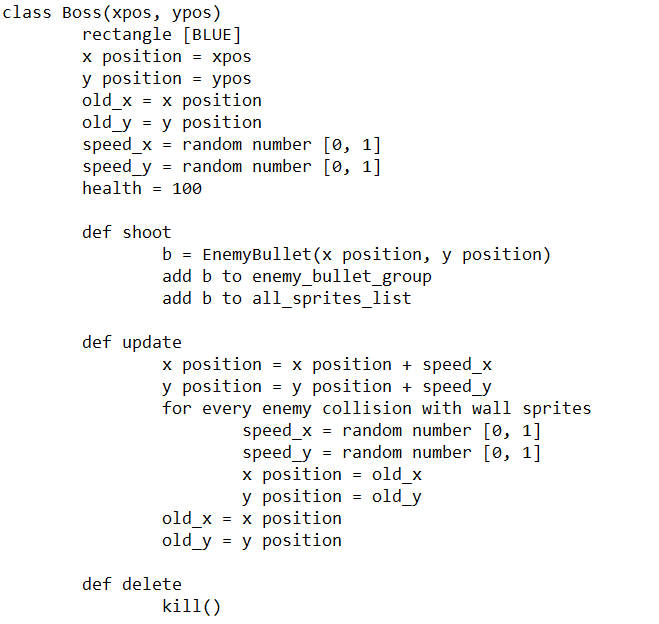 class Boss(xpos, ypos)
rectangle [BLUE]
x position = xpos
y position = ypos
old_x = x position
old_y = y position
speed_x = random number [0, 1]
speed_y = random number [0, 1]
health = 100
def shoot
b = EnemyBullet(x position, y position)
add b to enemy_bullet_group
add b to all_sprites_list
def update
x position = x position + speed_x
y position = y position + speed_y
for every enemy collision with wall sprites
speed_x = random number [0, 1]
speed_y = random number [0, 1]
x position = old_x
y position = old_y
old_x = x position
old_y = y position
def delete
kill()